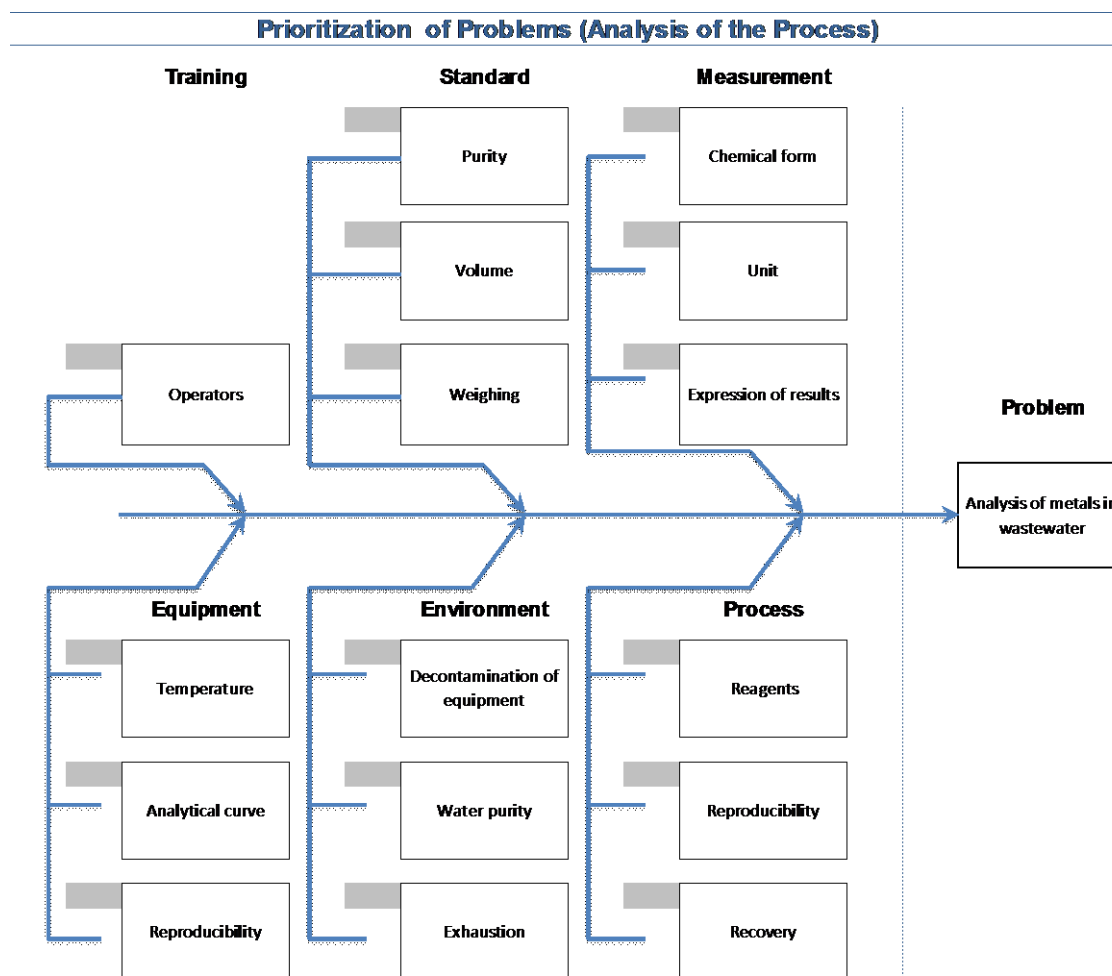 Prioritization of Problems (Analysis of the Process)
Training
Standard
Measurement
Purity
Chemical form
Volume
Unit
Operators
Weighing
Expression of results
Problem
Analysis of metals in
wastewater
Equipment
Environment
Process
Temperature
Decontamination of
equipment
Reagents
Analytical curve
Water purity
Reproducibility
Reproducibility
Exhaustion
Recovery